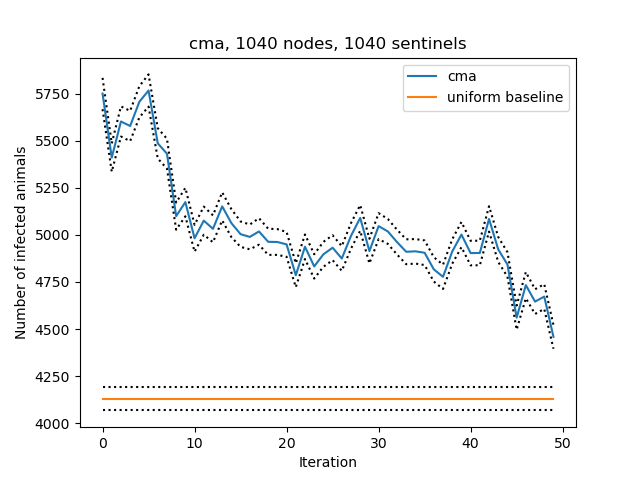 cma, 1040 nodes, 1040 sentinels
cma
uniform baseline
Number of infected animals
5750
5500
5250
5000
4750
4500
4250
4000
0 10 20 30 40 50
Iteration